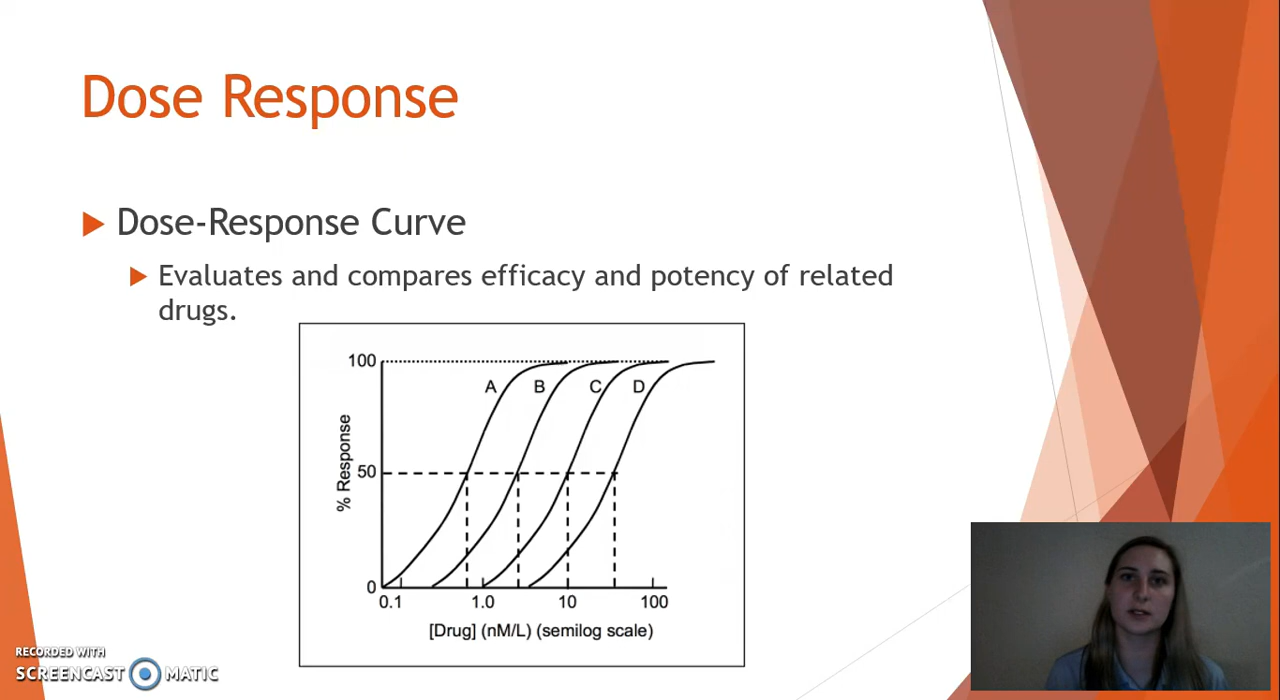 Dose Response
Dose-Response Curve
Evaluates and compares efficacy and potency of related
drugs.
100
A B C D
% Response
50
0
0.1 1.0 10 100
[Drug] (nM/L) (semilog scale)
RECORDED WITH
SCREENCAST MATIC